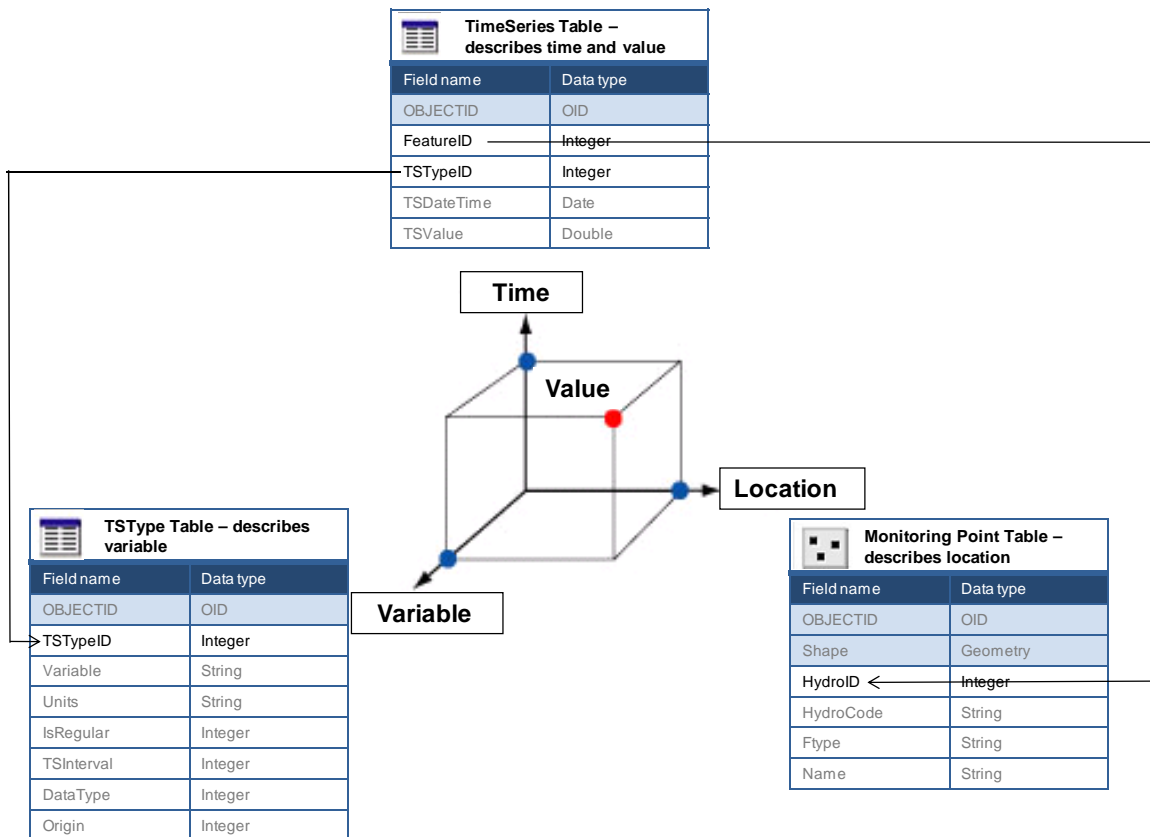 TimeSeries Table –
describes time and value
Field name Data type
OBJECTID OID
FeatureID Integer
TSTypeID Integer
TSDateTime Date
TSValue Double
Time
Value
Location
Variable
TSType Table – describes
variable
Field name Data type
OBJECTID OID
TSTypeID Integer
Variable String
Units String
IsRegular Integer
TSInterval Integer
DataType Integer
Origin Integer
Monitoring Point Table –
describes location
Field name Data type
OBJECTID OID
Shape Geometry
HydroID Integer
HydroCode String
Ftype String
Name String